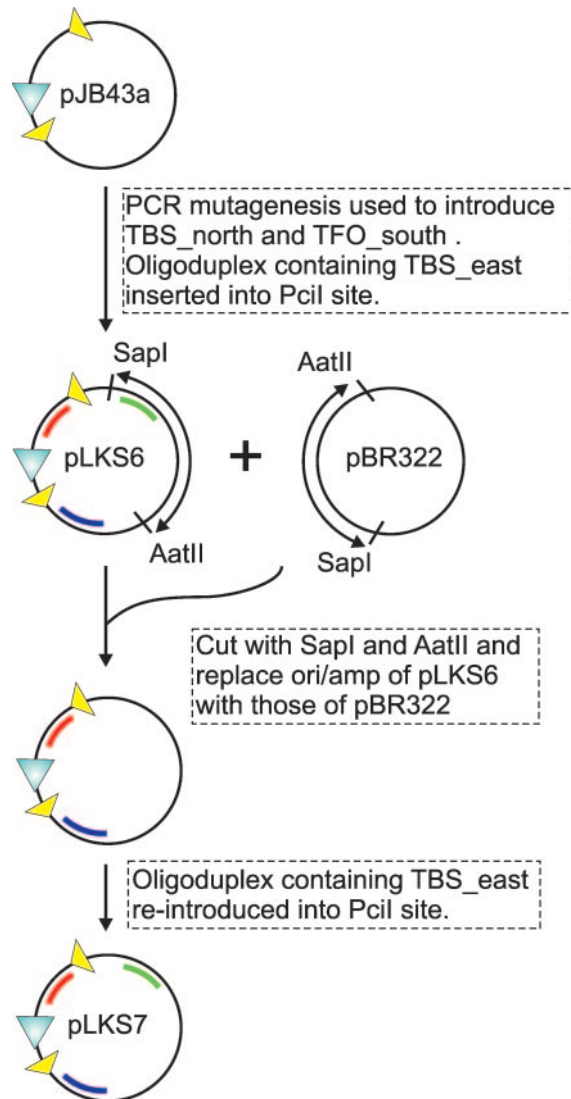 pJB43a
PCR mutagenesis used to introduce
TBS_north and TFO_south .
Oligoduplex containing TBS_east
inserted into PciI site.
SapI
AatII
pLKS6
+
pBR322
AatII
SapI
Cut with SapI and AatII and
replace ori/amp of pLKS6
with those of pBR322
Oligoduplex containing TBS_east
re-introduced into PciI site.
pLKS7